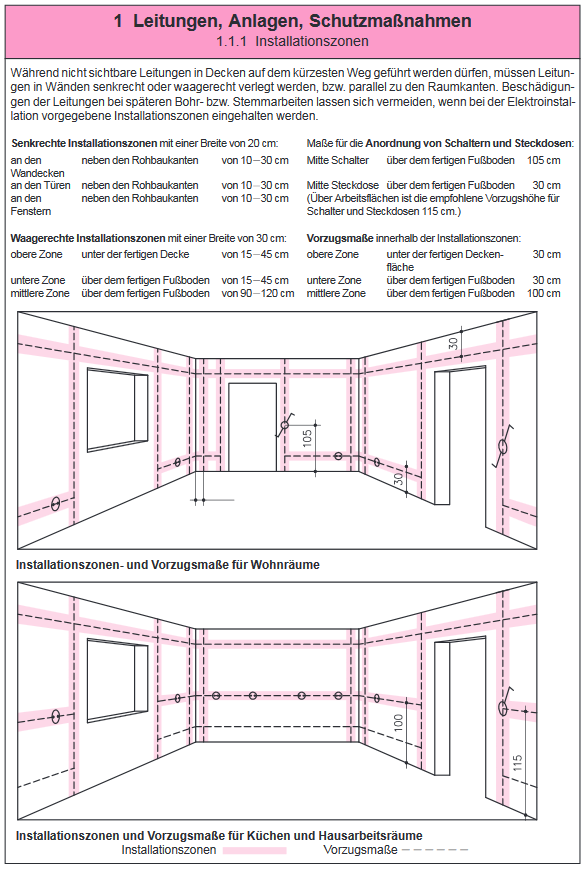 1 Leitungen, Anlagen, Schutzmaßnahmen
1.1.1 Installationszonen
Während nicht sichtbare Leitungen in Decken auf dem kürzesten Weg geführt werden dürfen, müssen Leitun-
gen in Wänden senkrecht oder waagerecht verlegt werden, bzw. parallel zu den Raumkanten. Beschädigun-
gen der Leitungen bei späteren Bohr- bzw. Stemmarbeiten lassen sich vermeiden, wenn bei der Elektroinstal-
lation vorgegebene Installationszonen eingehalten werden.
Senkrechte Installationszonen mit einer Breite von 20 cm:
an den neben den Rohbaukanten von 10–30 cm
Wandecken
an den Türen neben den Rohbaukanten von 10–30 cm
an den neben den Rohbaukanten von 10–30 cm
Fenstern
Maße für die Anordnung von Schaltern und Steckdosen:
Mitte Schalter über dem fertigen Fußboden 105 cm
Mitte Steckdose über dem fertigen Fußboden 30 cm
(Über Arbeitsflächen ist die empfohlene Vorzugshöhe für
Schalter und Steckdosen 115 cm.)
Waagerechte Installationszonen mit einer Breite von 30 cm:
obere Zone unter der fertigen Decke von 15–45 cm
untere Zone über dem fertigen Fußboden von 15–45 cm
mittlere Zone über dem fertigen Fußboden von 90–120 cm
Vorzugsmaße innerhalb der Installationszonen:
obere Zone unter der fertigen Decken- 30 cm
fläche
untere Zone über dem fertigen Fußboden 30 cm
mittlere Zone über dem fertigen Fußboden 100 cm
30
105
30
Installationszonen- und Vorzugsmaße für Wohnräume
100
115
Installationszonen und Vorzugsmaße für Küchen und Hausarbeitsräume
Installationszonen Vorzugsmaße